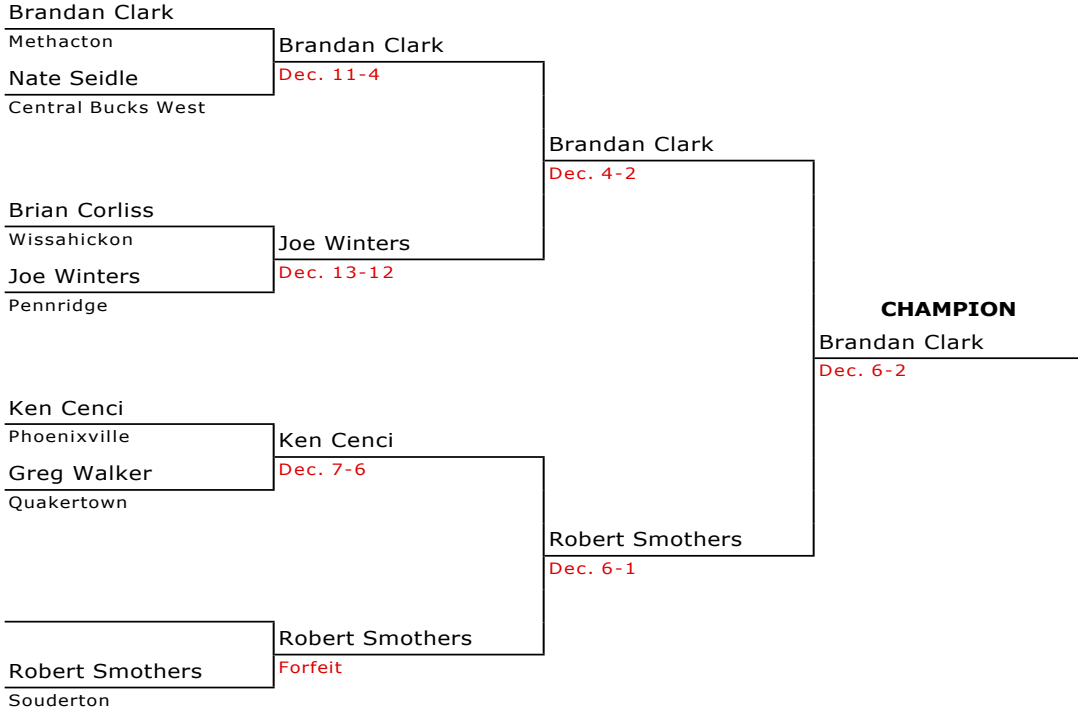 Brandan Clark
Methacton
Nate Seidle
Central Bucks West
Brandan Clark
Dec. 11-4
Brian Corliss
Wissahickon
Joe Winters
Pennridge
Joe Winters
Dec. 13-12
Brandan Clark
Dec. 4-2
Ken Cenci
Phoenixville
Greg Walker
Quakertown
Ken Cenci
Dec. 7-6
Robert Smothers
Souderton
Robert Smothers
Forfeit
Robert Smothers
Dec. 6-1
CHAMPION
Brandan Clark
Dec. 6-2